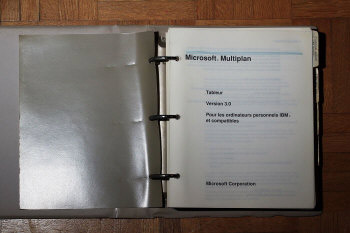 Microsoft® Multiplan
Tableur
Version 3.0
Pour les ordinateurs personnels IBM®
et compatibles
Microsoft Corporation